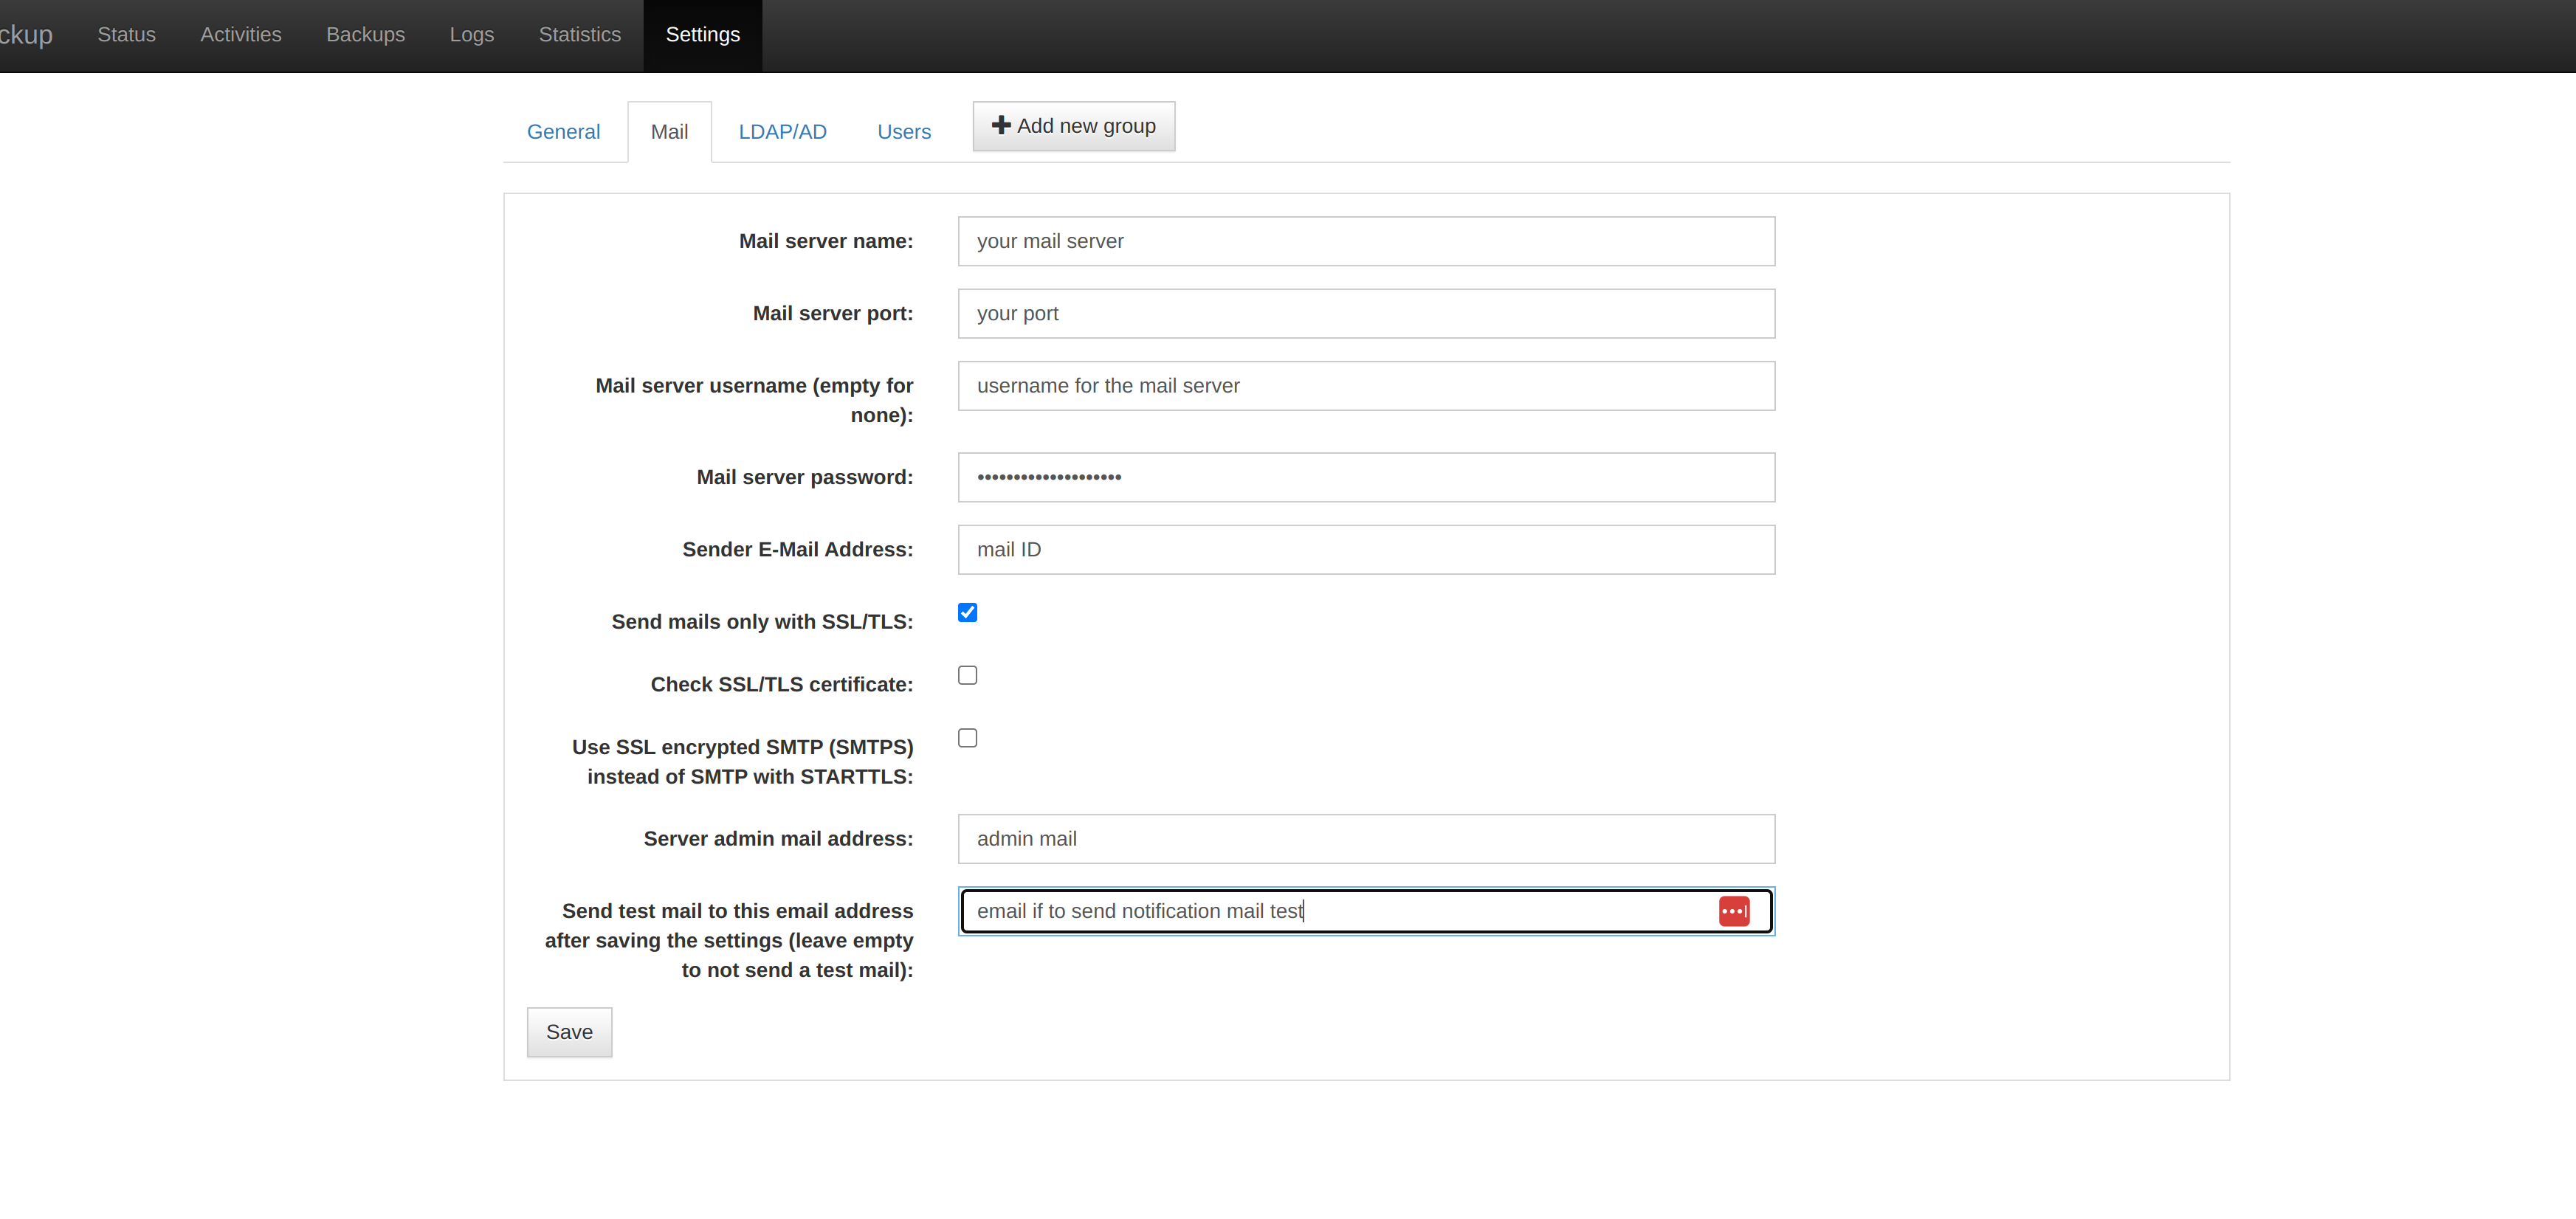 ckup Status Activities Backups Logs Statistics Settings
General Mail LDAP/AD Users Add new group
Mail server name: your mail server
Mail server port: your port
Mail server username (empty for username for the mail server
none):
Mail server password: ••••••••••••••••••••
Sender E-Mail Address: mail ID
Send mails only with SSL/TLS:
Check SSL/TLS certificate:
Use SSL encrypted SMTP (SMTPS)
instead of SMTP with STARTTLS:
Server admin mail address: admin mail
Send test mail to this email address email if to send notification mail test
after saving the settings (leave empty
to not send a test mail):
Save